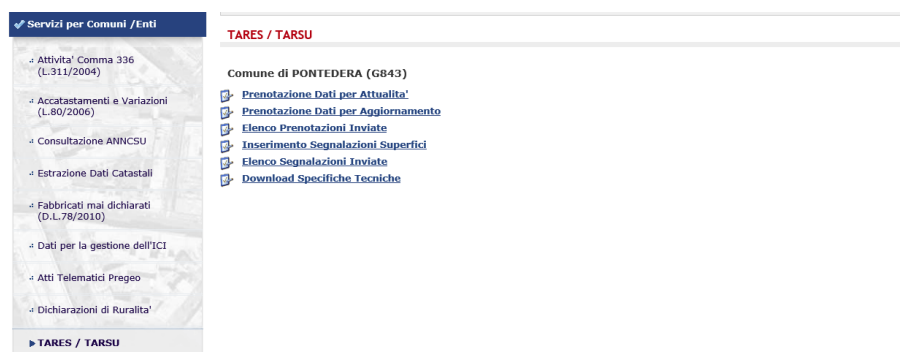 Servizi per Comuni /Enti
Attivita' Comma 336
(L.311/2004)
Accatastamenti e Variazioni
(L.80/2006)
Consultazione ANNCSU
Estrazione Dati Catastali
Fabbricati mai dichiarati
(D.L.78/2010)
Dati per la gestione dell'ICI
Atti Telematici Pregeo
Dichiarazioni di Ruralita'
TARES / TARSU
TARES / TARSU
Comune di PONTEDERA (G843)
Prenotazione Dati per Attualita'
Prenotazione Dati per Aggiornamento
Elenco Prenotazioni Inviate
Inserimento Segnalazioni Superfici
Elenco Segnalazioni Inviate
Download Specifiche Tecniche